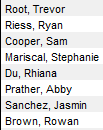 Root, Trevor
Riess, Ryan
Cooper, Sam
Mariscal, Stephanie
Du, Rhiana
Prather, Abby
Sanchez, Jasmin
Brown, Rowan